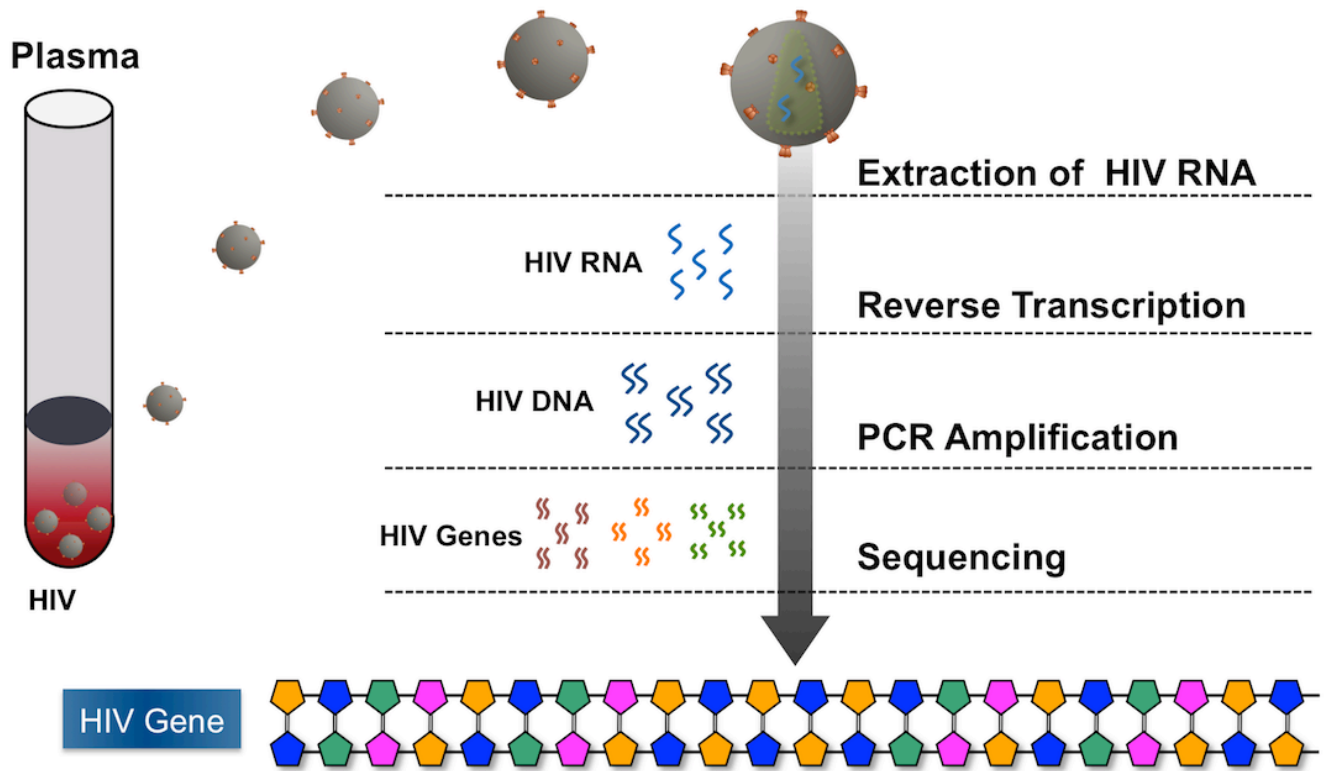 Plasma
Extraction of HIV RNA
HIV RNA
Reverse Transcription
HIV DNA
PCR Amplification
HIV Genes
Sequencing
HIV
HIV Gene